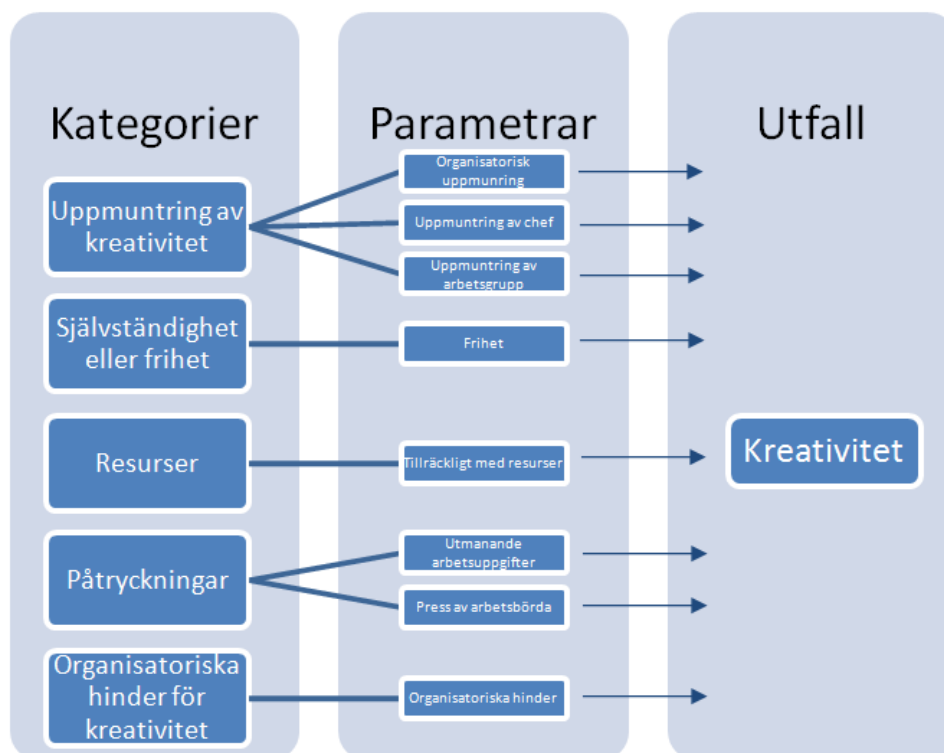 Kategorier
Uppmuntring av
kreativitet
Självständighet
eller frihet
Resurser
Påtryckningar
Organisatoriska
hinder för
kreativitet
Parametrar
Organisatorisk
uppmunring
Uppmuntring av chef
Uppmuntring av
arbetsgrupp
Frihet
Tillräckligt med resurser
Utmanande
arbetsuppgifter
Press av arbetsbörda
Organisatoriska hinder
Utfall
Kreativitet